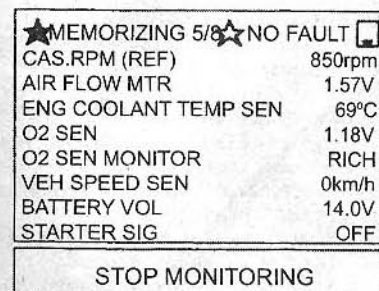 ★MEMORIZING 5/8☆NO FAULT
CAS.RPM (REF) 850rpm
AIR FLOW MTR 1.57V
ENG COOLANT TEMP SEN 69ºC
O2 SEN 1.18V
O2 SEN MONITOR RICH
VEH SPEED SEN 0km/h
BATTERY VOL 14.0V
STARTER SIG OFF
STOP MONITORING